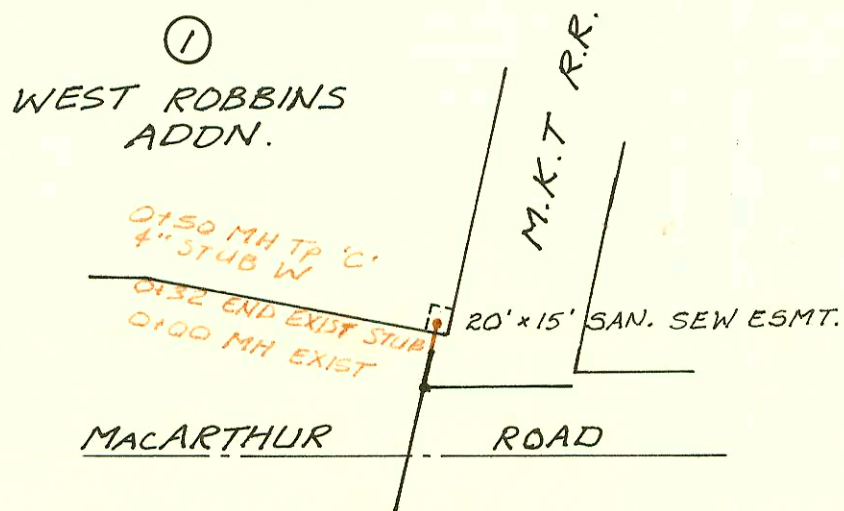 1
WEST ROBBINS
ADDN.
M.K.T R.R.
0+50 MH TP 'C'
4" STUB W
0+32 END EXIST STUB
0+00 MH EXIST
20' x 15' SAN. SEW ESMT.
MACARTHUR ROAD